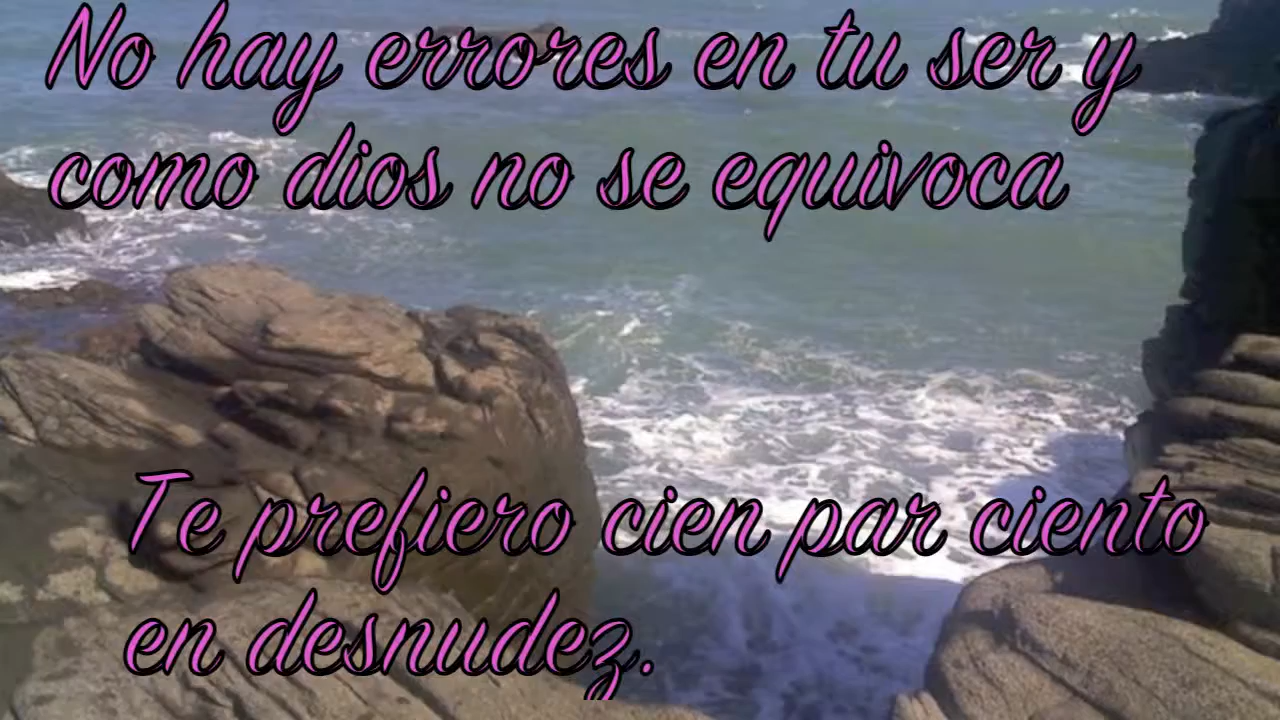 No hay errores en tu ser y
como dios no se equivoca
Te prefiero cien par ciento
en desnudez.